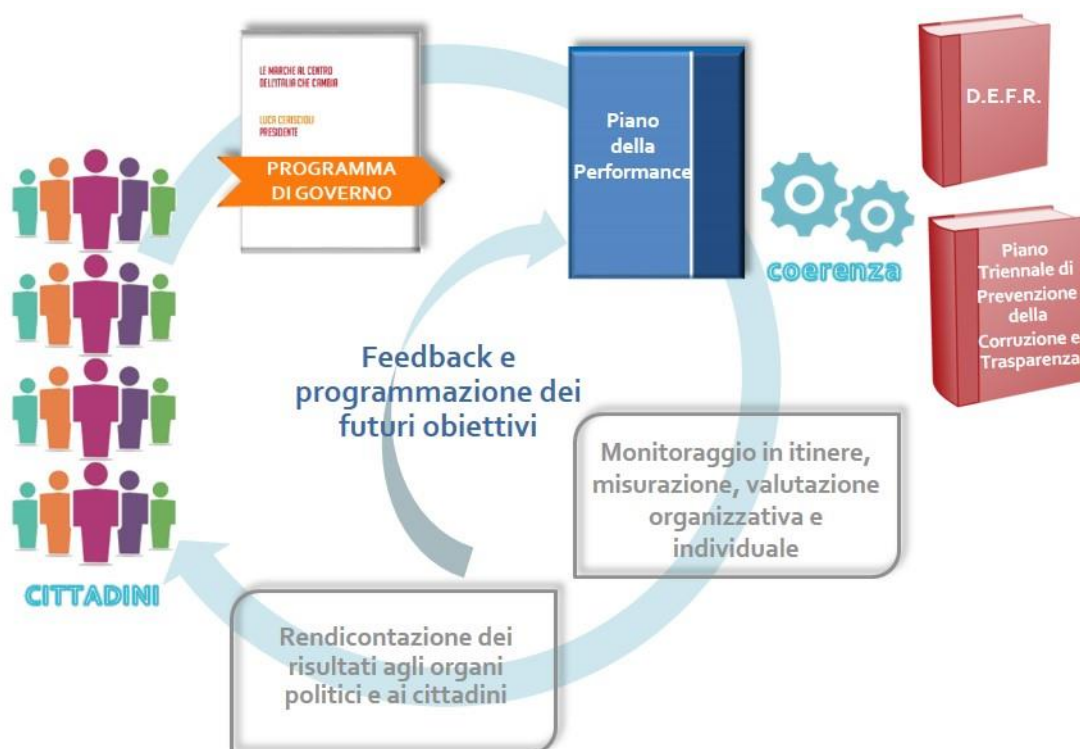 LE MARCHE AL CENTRO
DELL'ITALIA CHE CAMBIA
LUCA CERISCIOLI
PRESIDENTE
PROGRAMMA
DI GOVERNO
Piano
della
Performance
D.E.F.R.
coerenza
Piano
Triennale di
Prevenzione
della
Corruzione e
Trasparenza
Feedback e
programmazione dei
futuri obiettivi
Monitoraggio in itinere,
misurazione, valutazione
organizzativa e
individuale
CITTADINI
Rendicontazione dei
risultati agli organi
politici e ai cittadini